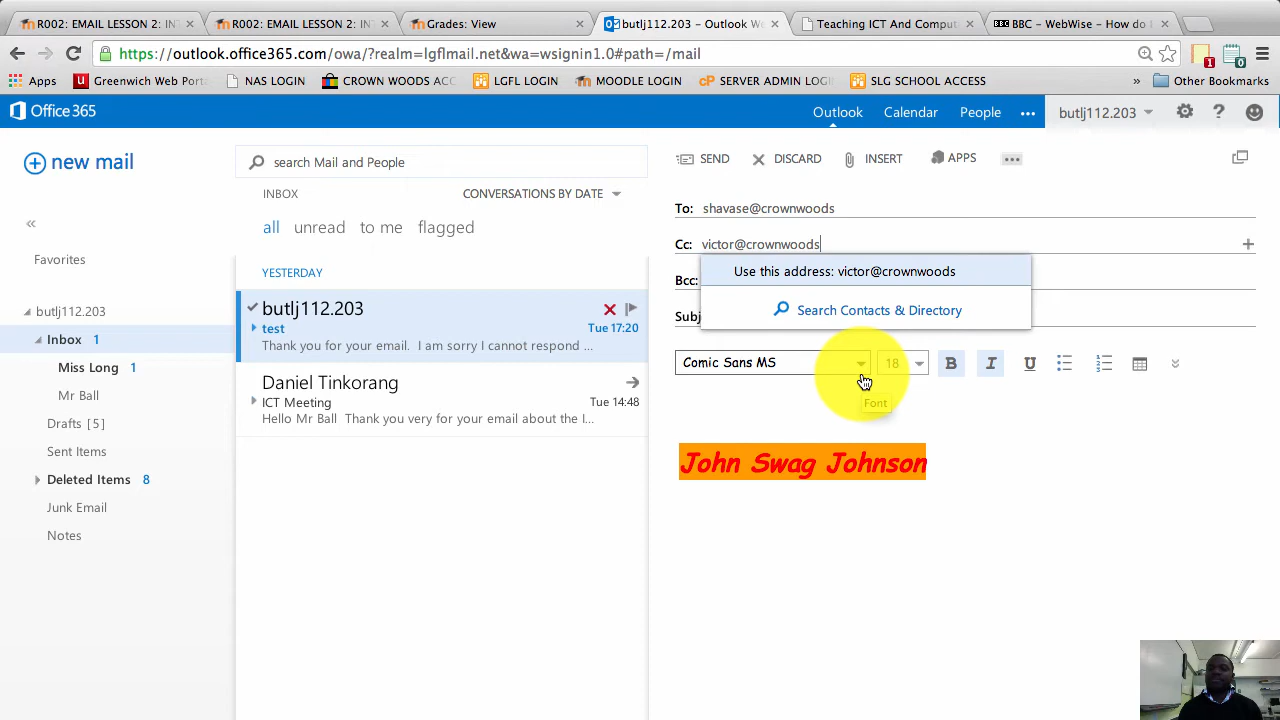 R002: EMAIL LESSON 2: INT
R002: EMAIL LESSON 2: INT
Grades: View
butlj112.203 – Outlook We
Teaching ICT And Comput
BBC – WebWise – How do I
https://outlook.office365.com/owa/?realm=lgflmail.net&wa=wsignin1.0#path=/mail
1
0
Apps
Greenwich Web Port
NAS LOGIN
CROWN WOODS ACC
LGFL LOGIN
MOODLE LOGIN
SERVER ADMIN LOG
SLG SCHOOL ACCESS
»
Other Bookmarks
Office 365
Outlook
Calendar
People
•••
butlj112.203
?
new mail
«
Favorites
butlj112.203
Inbox 1
Miss Long 1
Mr Ball
Drafts [5]
Sent Items
Deleted Items 8
Junk Email
Notes
search Mail and People
INBOX
CONVERSATIONS BY DATE
all unread to me flagged
YESTERDAY
butlj112.203
test
Tue 17:20
Thank you for your email. I am sorry I cannot respond ...
Daniel Tinkorang
ICT Meeting
Tue 14:48
Hello Mr Ball Thank you very for your email about the I...
SEND
DISCARD
INSERT
APPS
•••
To: shavase@crownwoods
Cc: victor@crownwoods
Use this address: victor@crownwoods
Bcc:
Search Contacts & Directory
Subj
Comic Sans MS
18
B
I
U
Font
John Swag Johnson